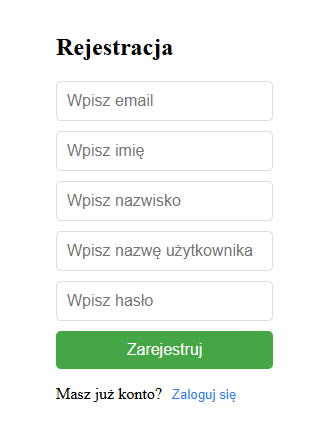 Rejestracja
Wpisz email
Wpisz imię
Wpisz nazwisko
Wpisz nazwę użytkownika
Wpisz hasło
Zarejestruj
Masz już konto? Zaloguj się